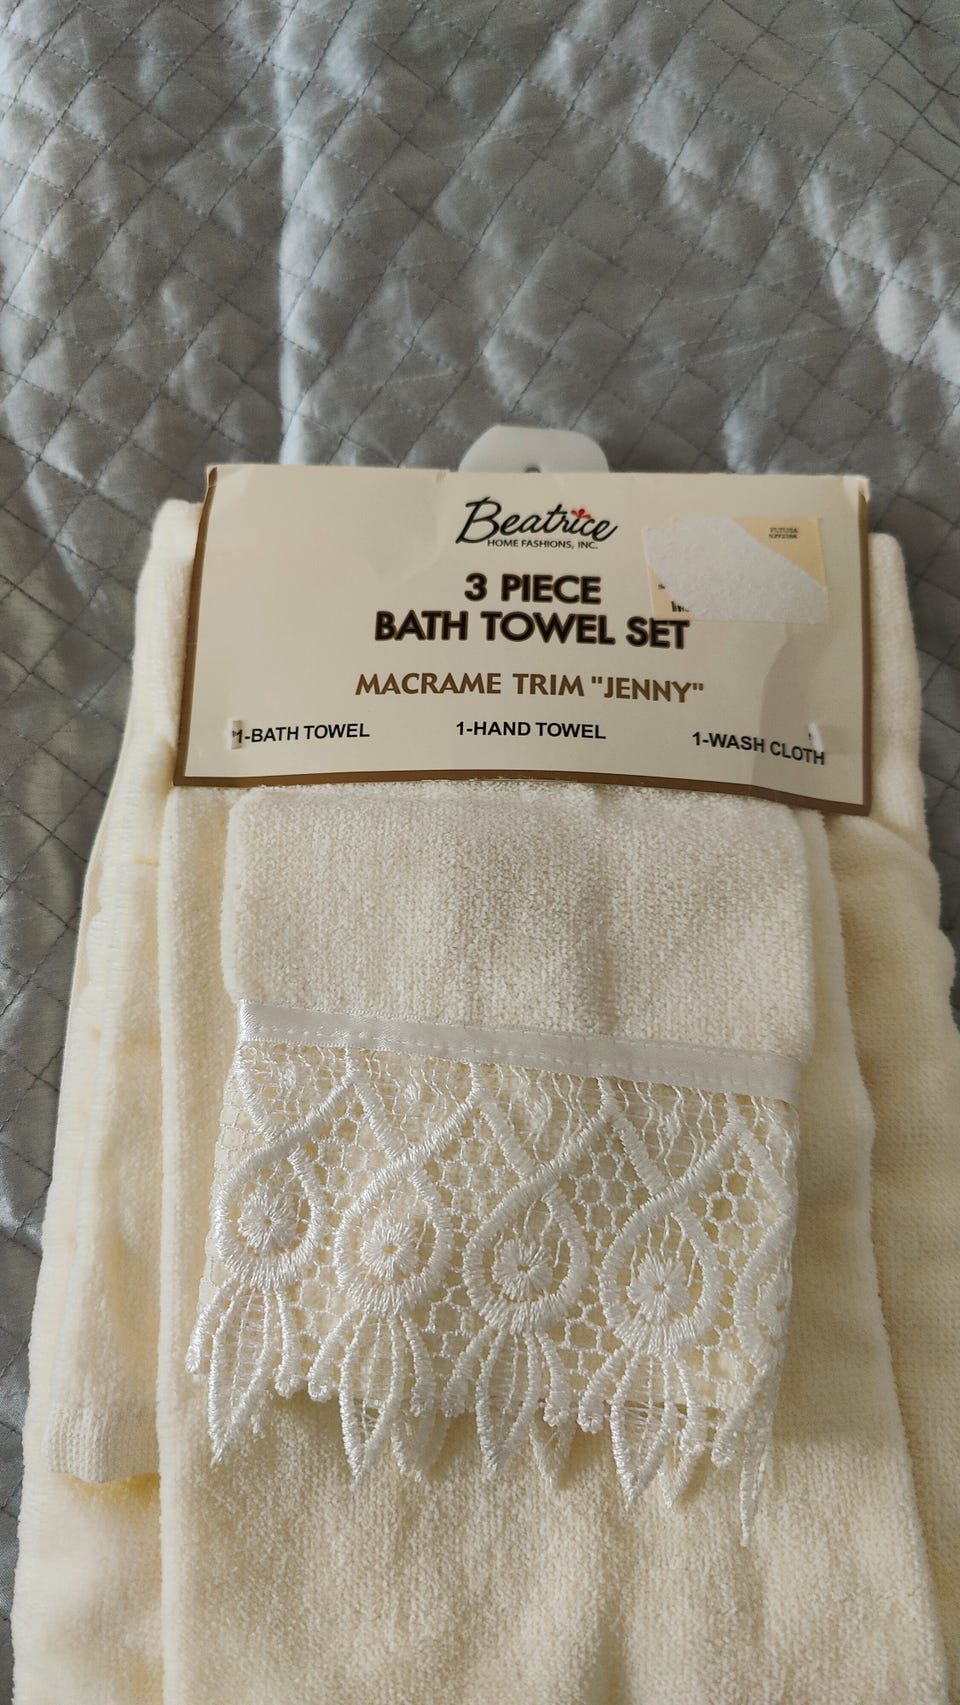 Beatrice
HOME FASHIONS, INC.
3 PIECE
BATH TOWEL SET
MACRAME TRIM "JENNY"
1-BATH TOWEL 1-HAND TOWEL 1-WASH CLOTH